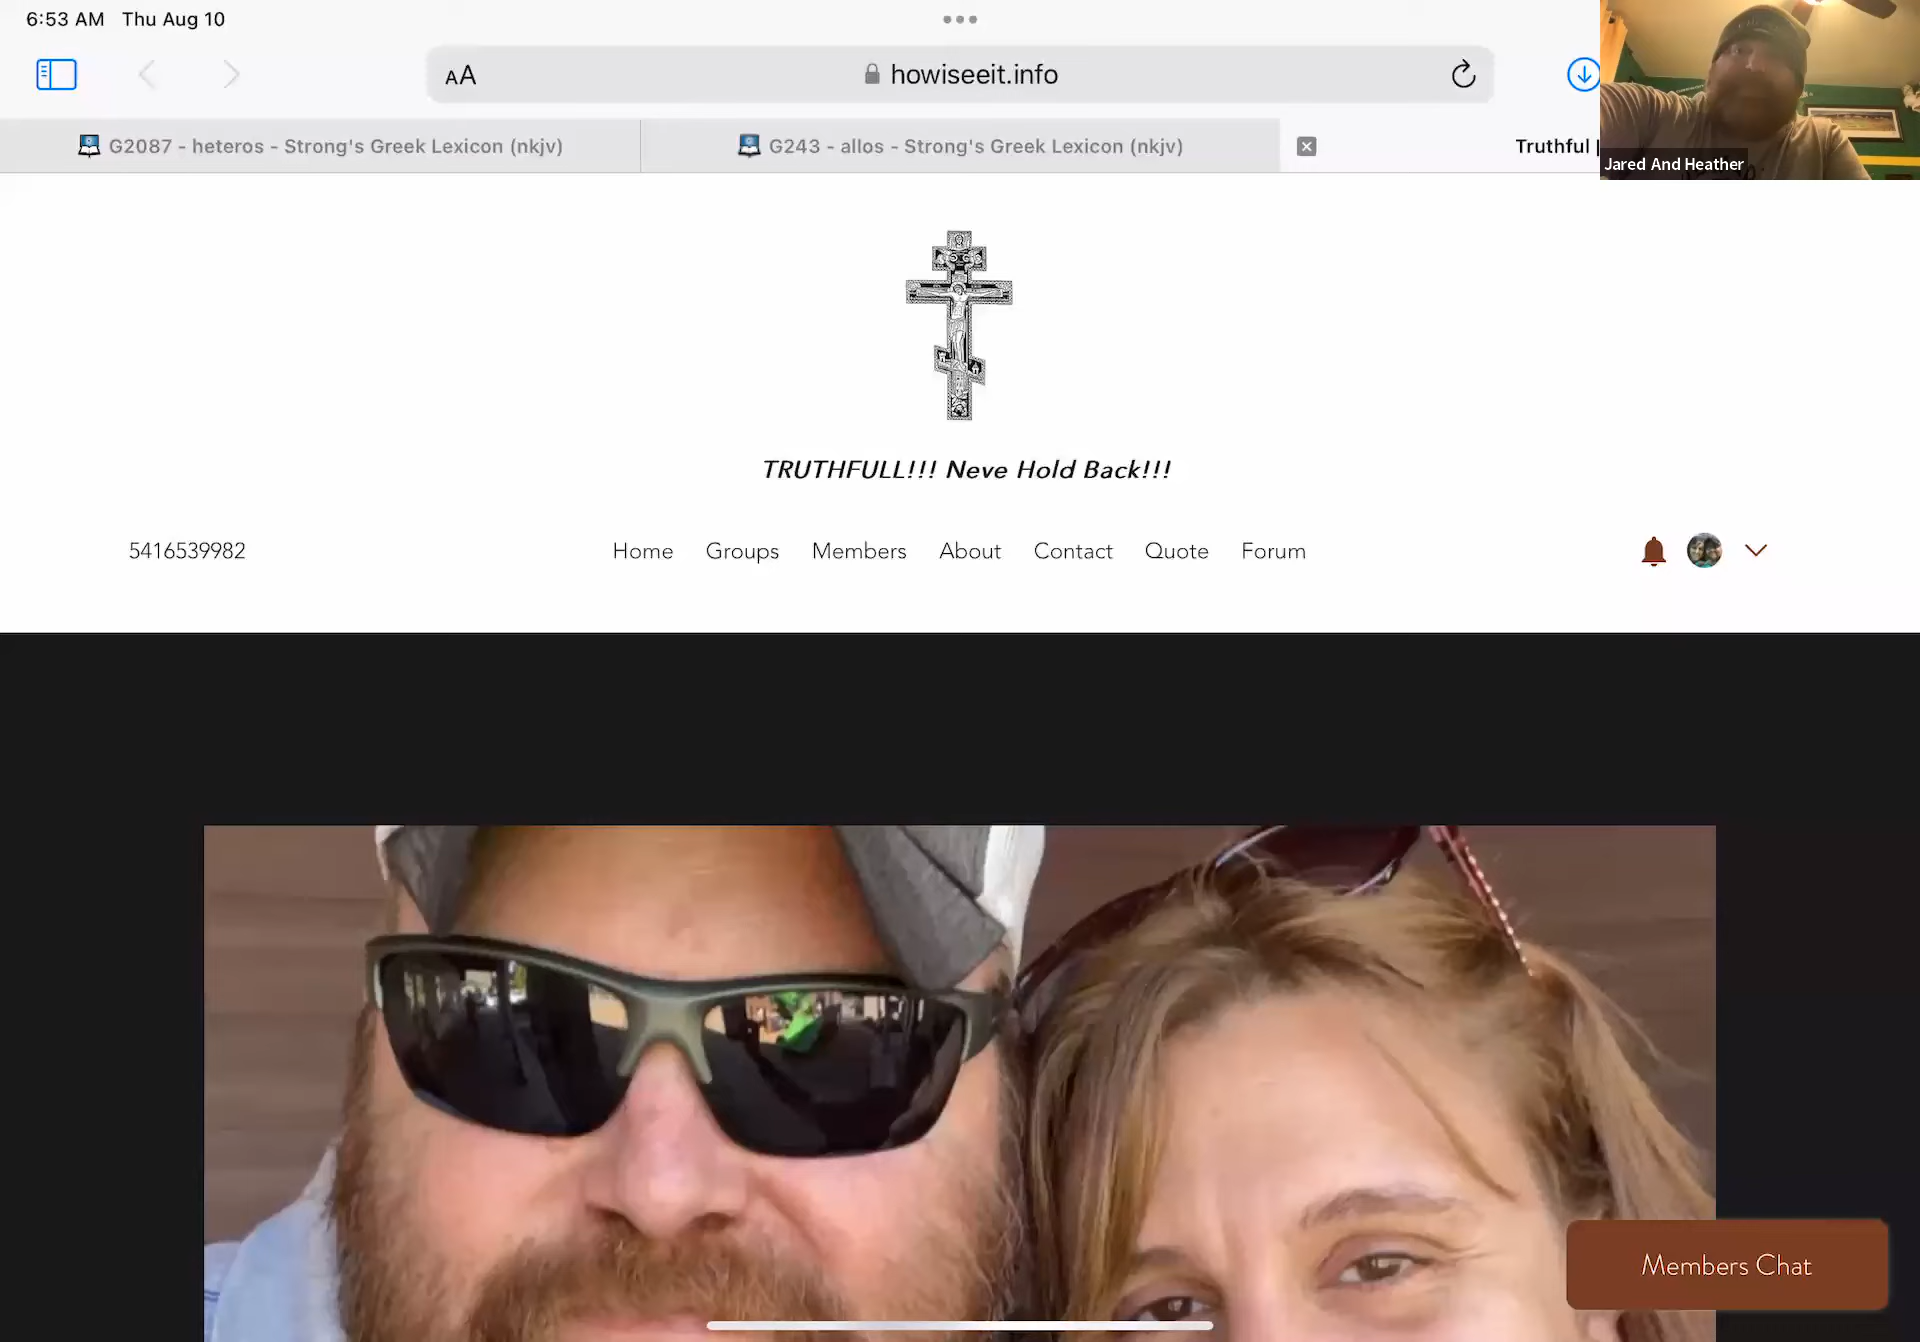 6:53 AM Thu Aug 10
AA
howiseeit.info
G2087 - heteros - Strong's Greek Lexicon (nkjv)
G243 - allos - Strong's Greek Lexicon (nkjv)
Truthful |
Jared And Heather
TRUTHFULL!!! Neve Hold Back!!!
5416539982
Home Groups Members About Contact Quote Forum
Members Chat